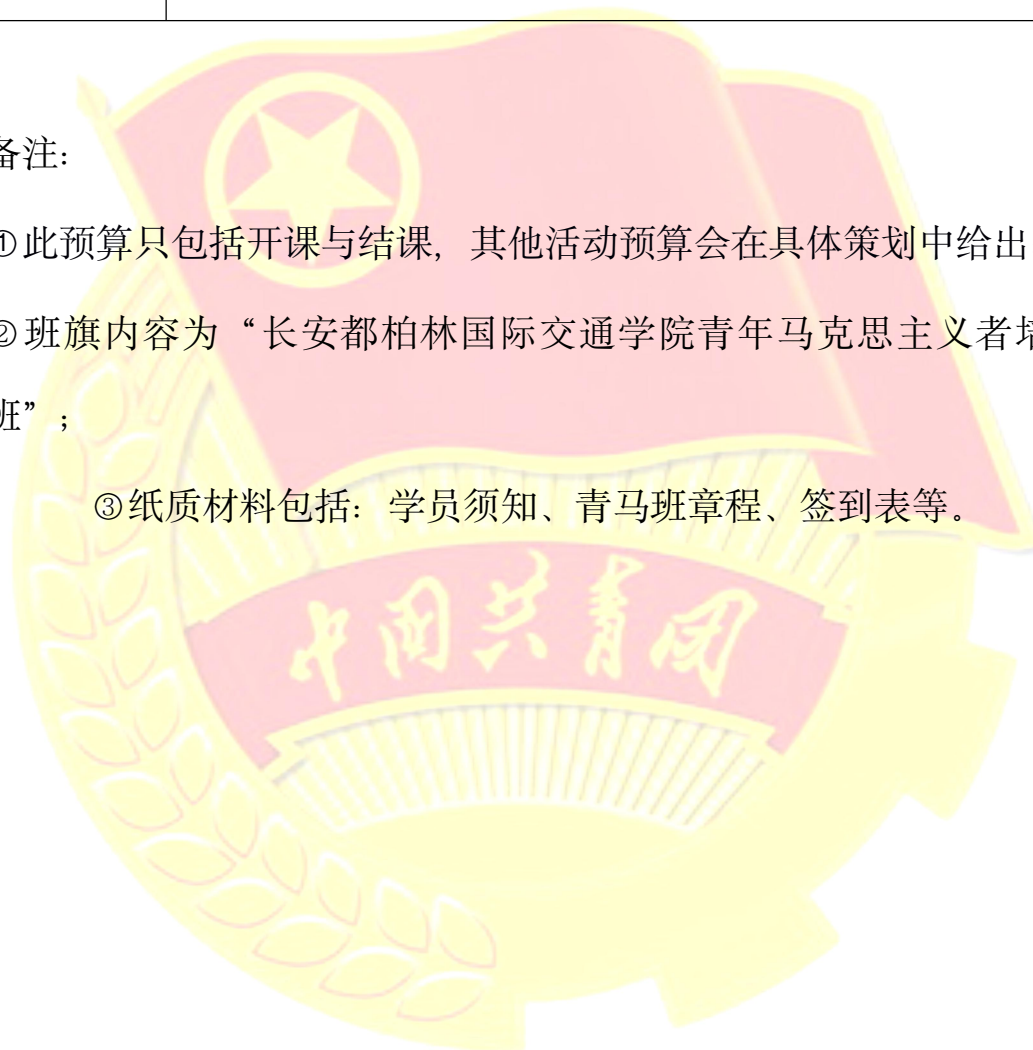 备注：
①此预算只包括开课与结课，其他活动预算会在具体策划中给出
②班旗内容为“长安都柏林国际交通学院青年马克思主义者培
班”；
③纸质材料包括：学员须知、青马班章程、签到表等。
中国共青团